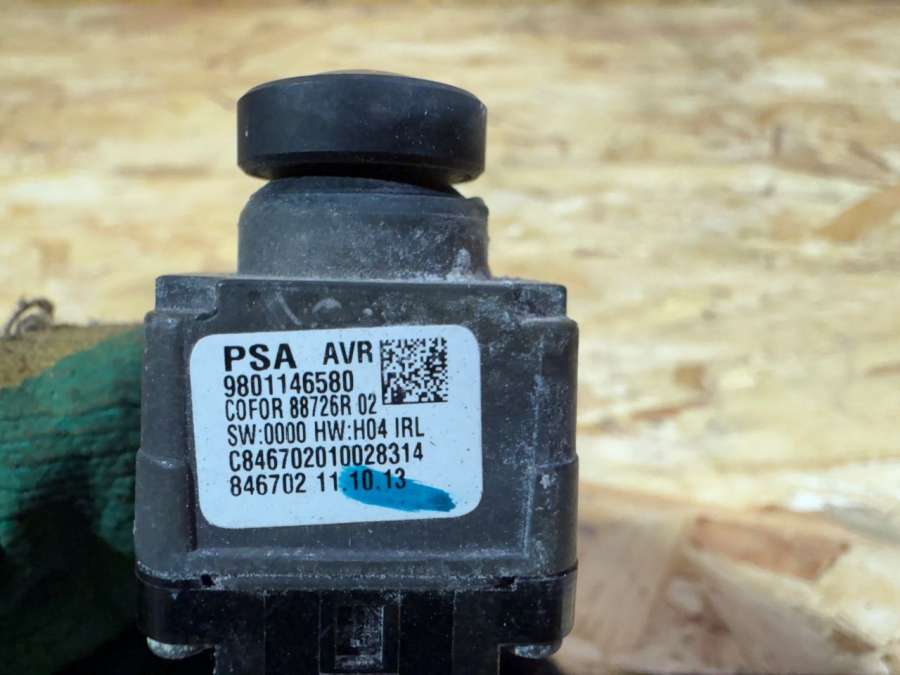 PSA AVR
9801146580
COFOR 88726R 02
SW:0000 HW:H04 IRL
C846702010028314
846702 11.10.13